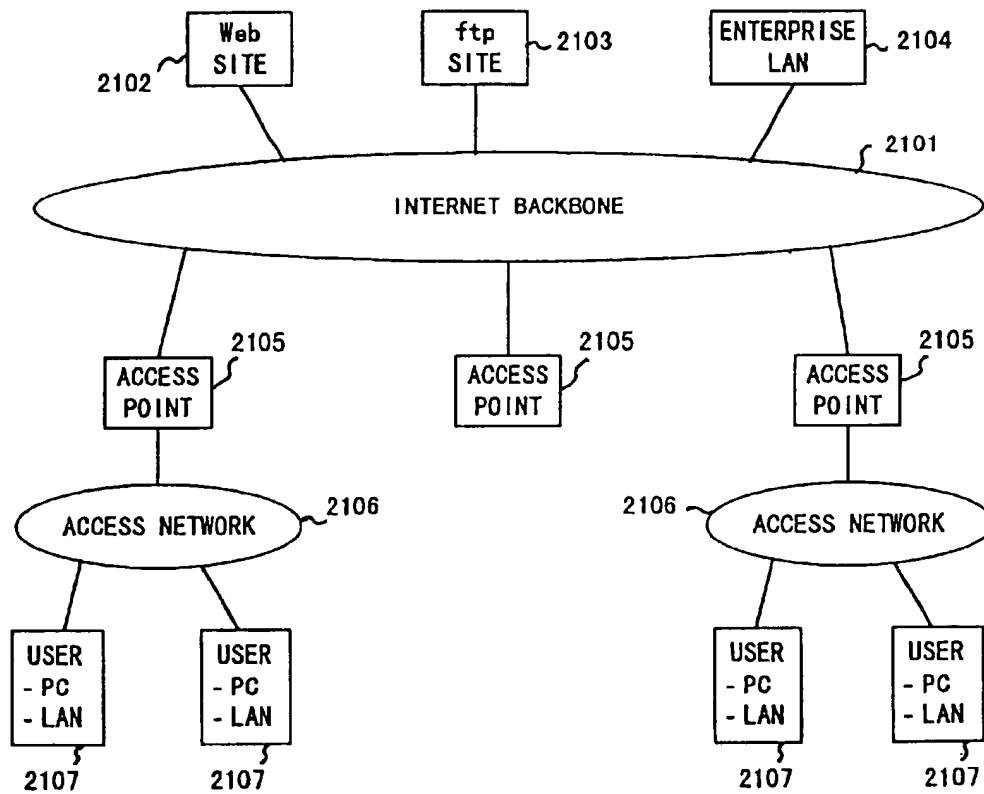 Web
SITE
2102
ftp
SITE
2103
ENTERPRISE
LAN
2104
2101
INTERNET BACKBONE
2105
ACCESS
POINT
2105
ACCESS
POINT
2105
ACCESS
POINT
2106
ACCESS NETWORK
2106
ACCESS NETWORK
USER
- PC
- LAN
2107
USER
- PC
- LAN
2107
USER
- PC
- LAN
2107
USER
- PC
- LAN
2107